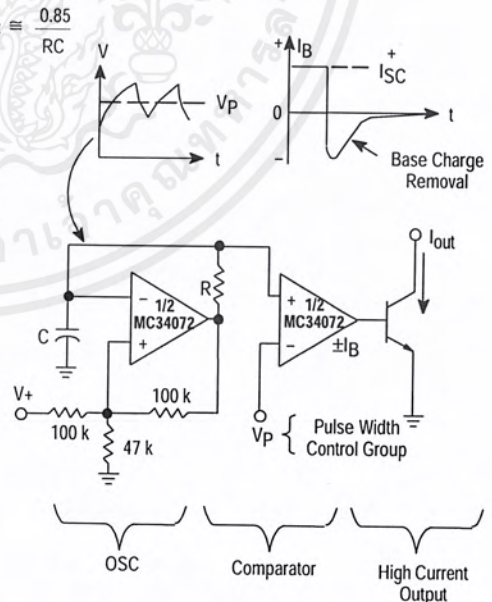 ≅ 0.85
RC
V
VP
t
+ IB
+
ISC
0
t
−
Base Charge
Removal
Iout
1/2
MC34072
−
+
R
C
V+
100 k
100 k
47 k
+
1/2
MC34072
−
±IB
VP { Pulse Width
Control Group
OSC
Comparator
High Current
Output